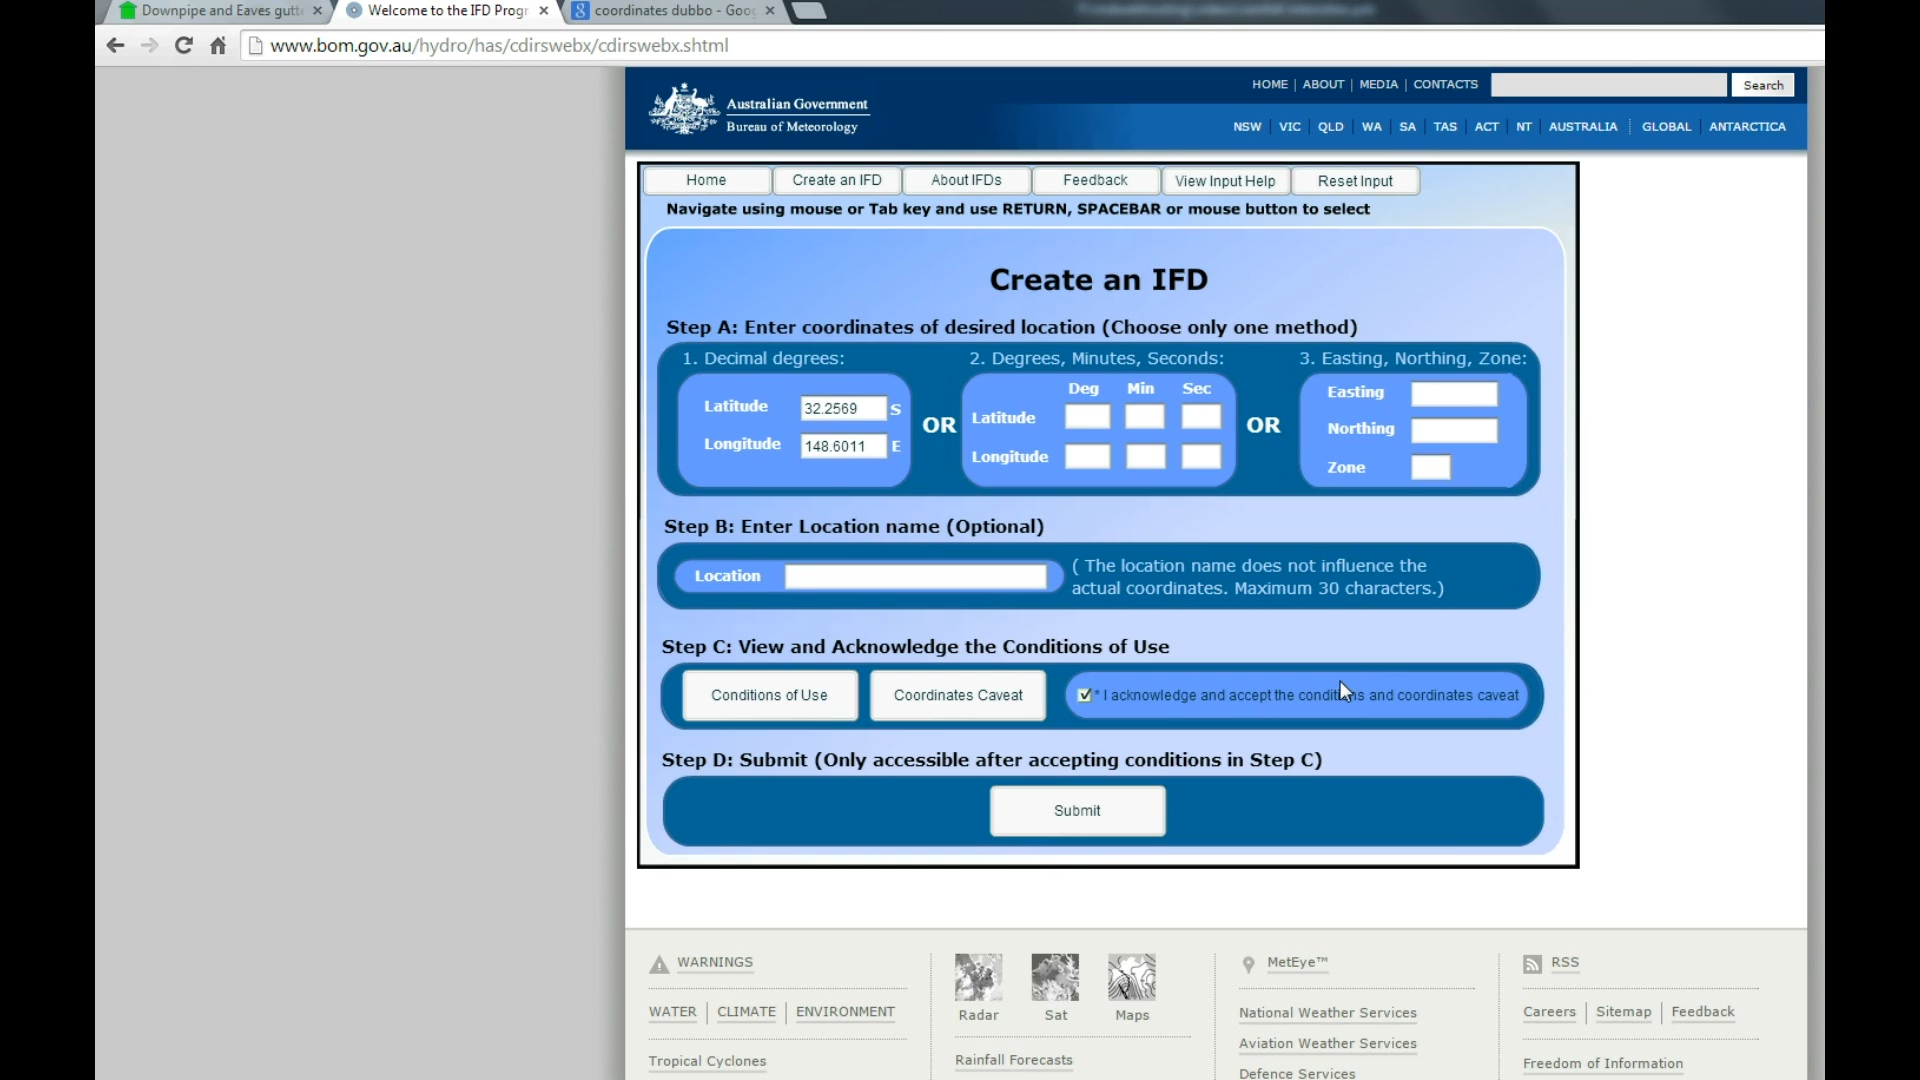 Downpipe and Eaves gutt
Welcome to the IFD Progr
coordinates dubbo - Goo
www.bom.gov.au/hydro/has/cdirswebx/cdirswebx.shtml
Australian Government
Bureau of Meteorology
HOME | ABOUT | MEDIA | CONTACTS
Search
NSW VIC QLD WA SA TAS ACT NT AUSTRALIA GLOBAL ANTARCTICA
Home Create an IFD About IFDs Feedback View Input Help Reset Input
Navigate using mouse or Tab key and use RETURN, SPACEBAR or mouse button to select
Create an IFD
Step A: Enter coordinates of desired location (Choose only one method)
1. Decimal degrees:
Latitude 32.2569 S
Longitude 148.6011 E
OR
2. Degrees, Minutes, Seconds:
Deg Min Sec
Latitude
Longitude
OR
3. Easting, Northing, Zone:
Easting
Northing
Zone
Step B: Enter Location name (Optional)
Location
( The location name does not influence the
actual coordinates. Maximum 30 characters.)
Step C: View and Acknowledge the Conditions of Use
Conditions of Use Coordinates Caveat * I acknowledge and accept the conditions and coordinates caveat
Step D: Submit (Only accessible after accepting conditions in Step C)
Submit
WARNINGS
WATER CLIMATE ENVIRONMENT
Tropical Cyclones
Radar Sat Maps
Rainfall Forecasts
MetEye™
National Weather Services
Aviation Weather Services
Defence Services
RSS
Careers Sitemap Feedback
Freedom of Information